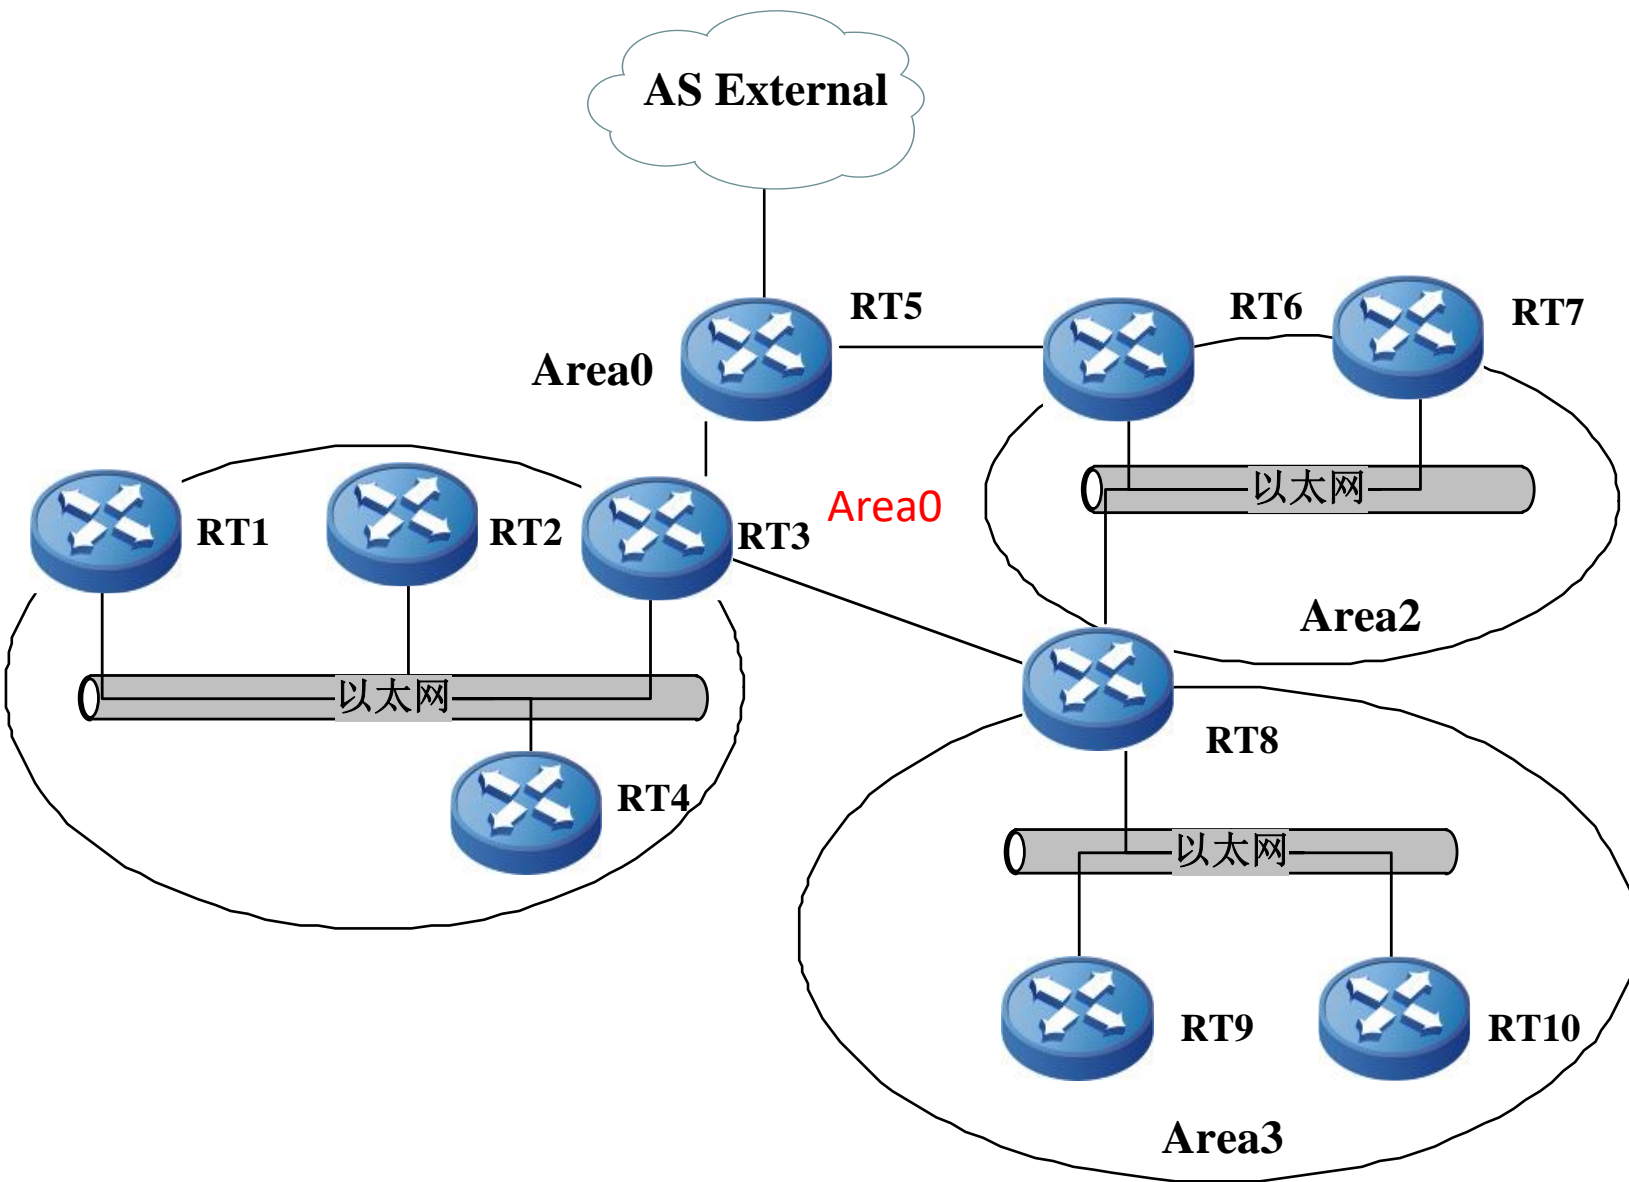 AS External
RT5
RT6
RT7
Area0
以太网
Area0
RT1
RT2
RT3
Area2
以太网
RT8
RT4
以太网
RT9
RT10
Area3